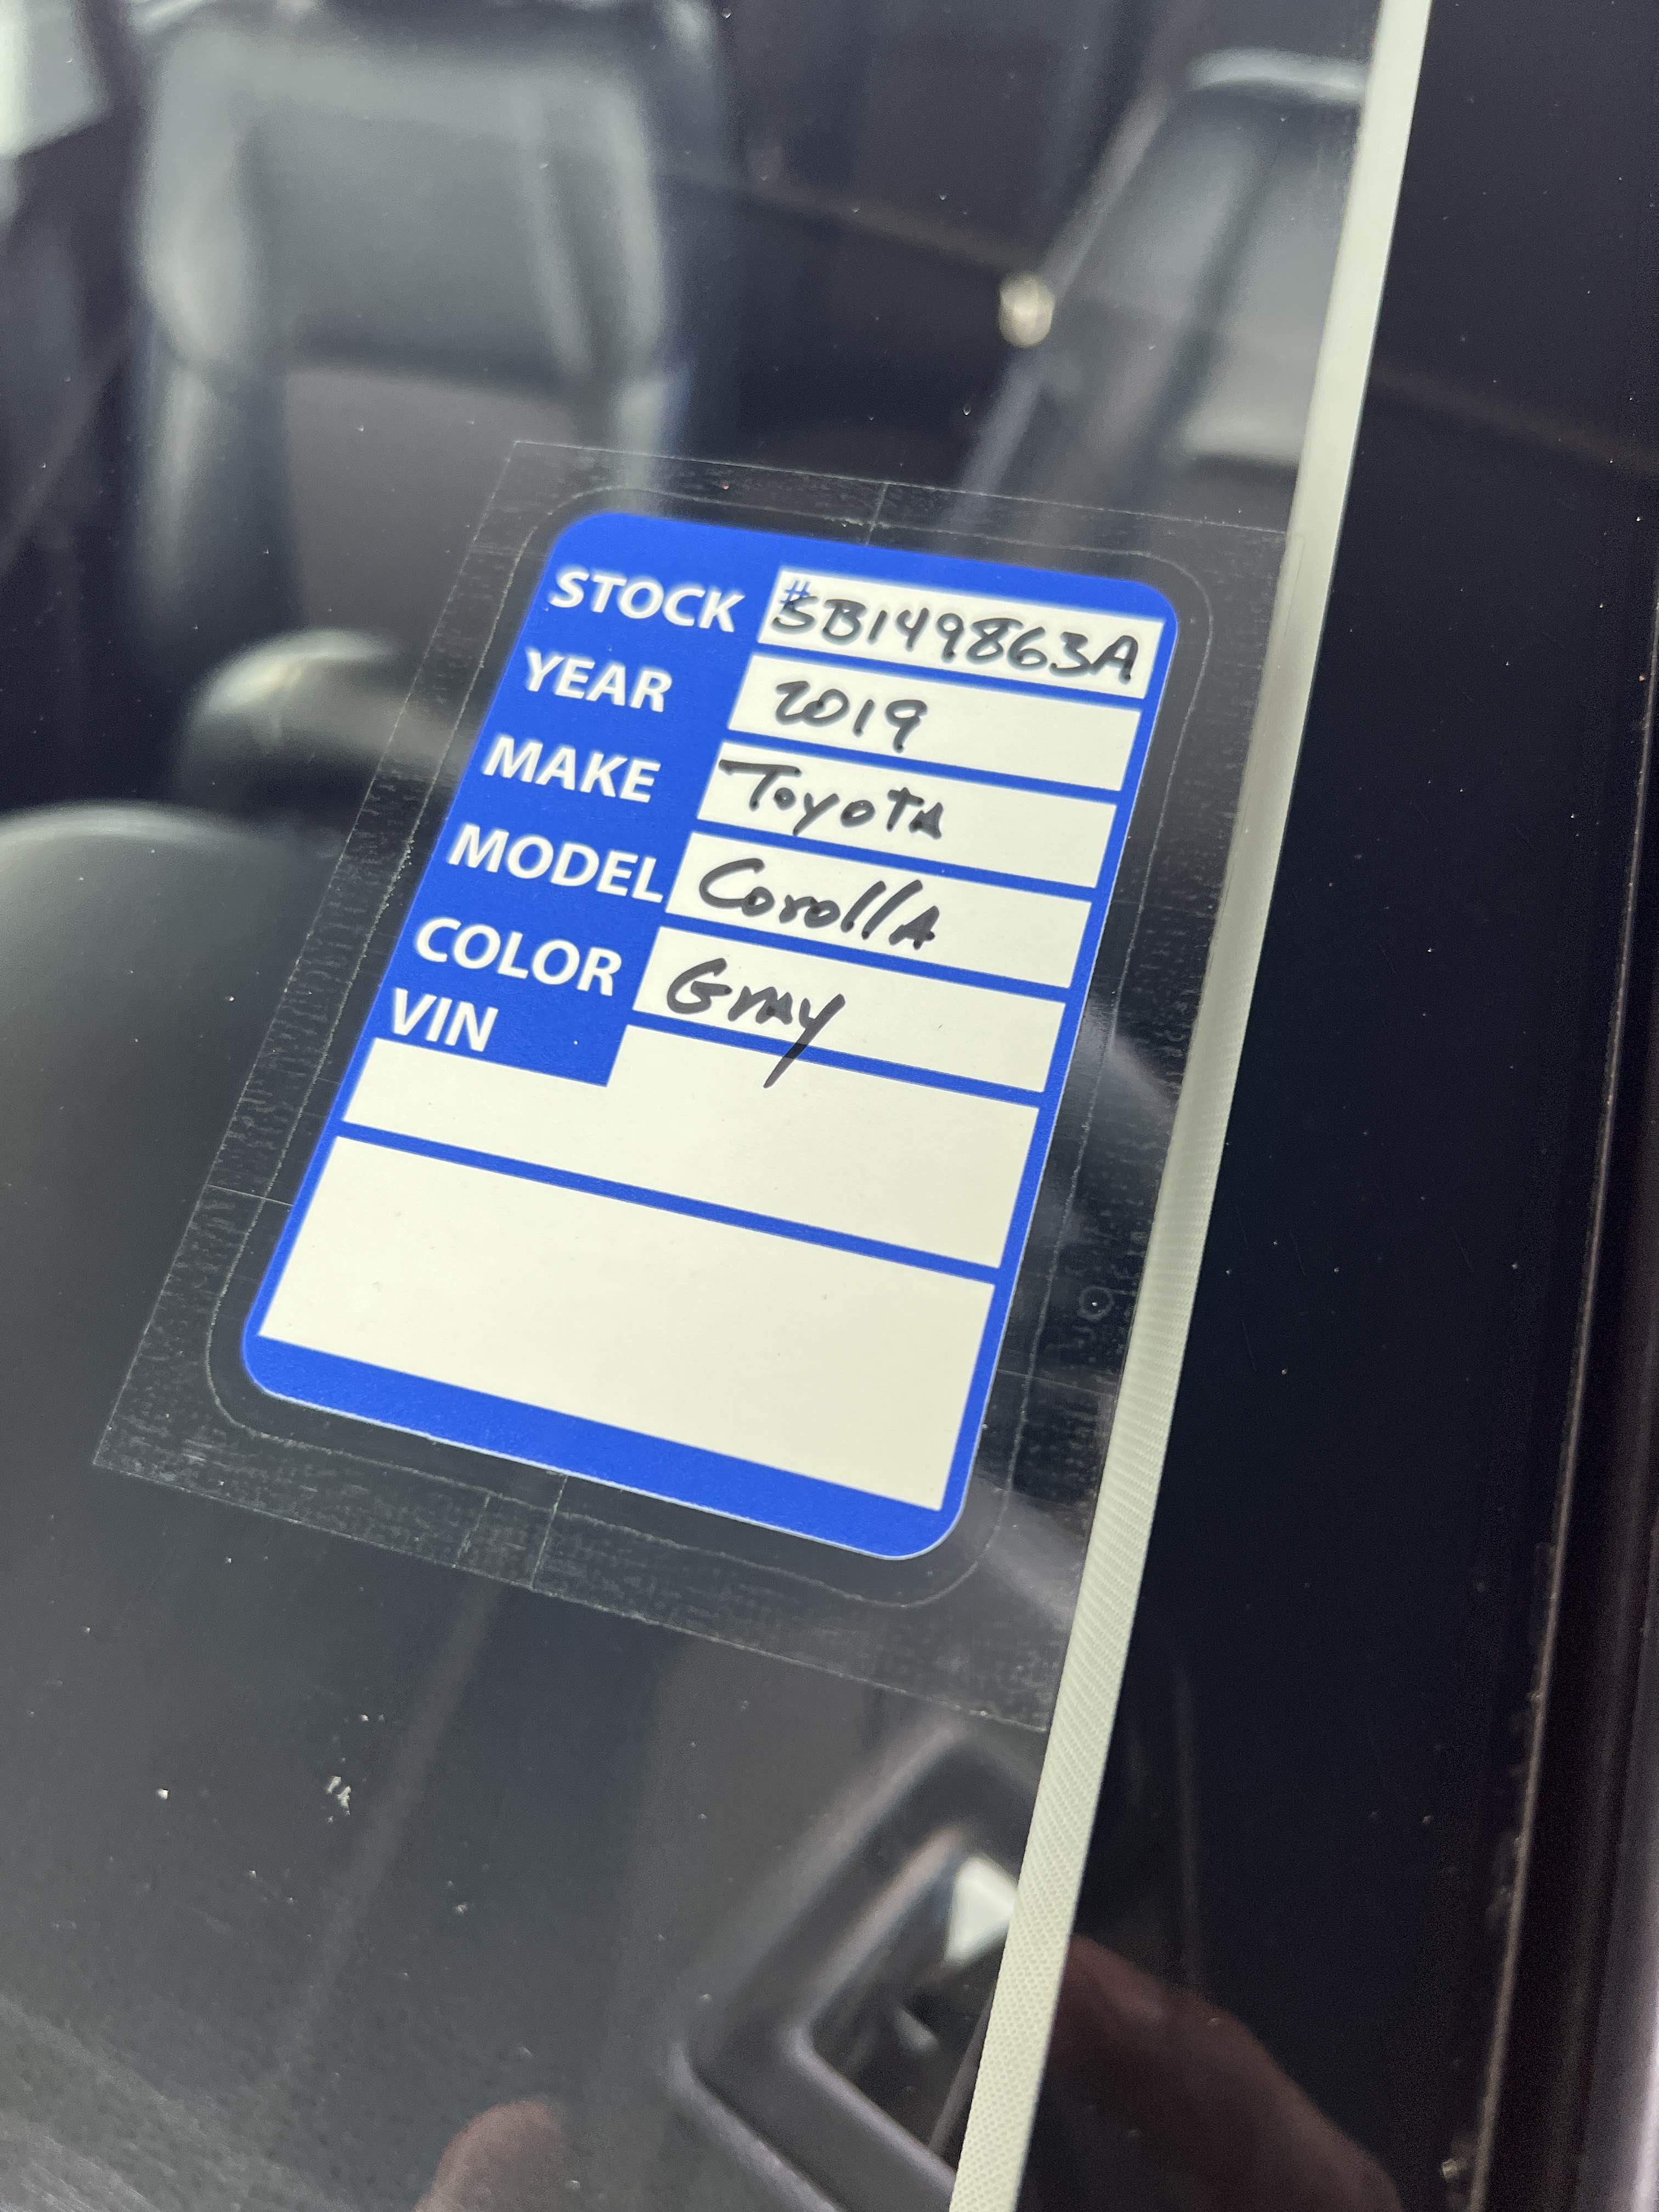 STOCK #SB149863A
YEAR 2019
MAKE Toyota
MODEL Corolla
COLOR Gray
VIN